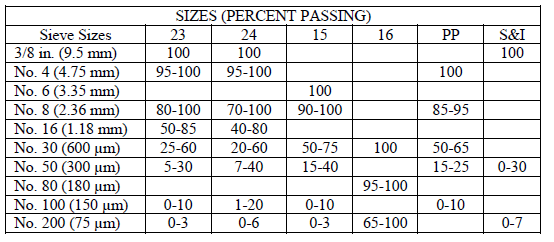 SIZES (PERCENT PASSING)
Sieve Sizes 23 24 15 16 PP S&I
3/8 in. (9.5 mm) 100 100 100
No. 4 (4.75 mm) 95-100 95-100 100
No. 6 (3.35 mm) 100
No. 8 (2.36 mm) 80-100 70-100 90-100 85-95
No. 16 (1.18 mm) 50-85 40-80
No. 30 (600 μm) 25-60 20-60 50-75 100 50-65
No. 50 (300 μm) 5-30 7-40 15-40 15-25 0-30
No. 80 (180 μm) 95-100
No. 100 (150 μm) 0-10 1-20 0-10 0-10
No. 200 (75 μm) 0-3 0-6 0-3 65-100 0-7